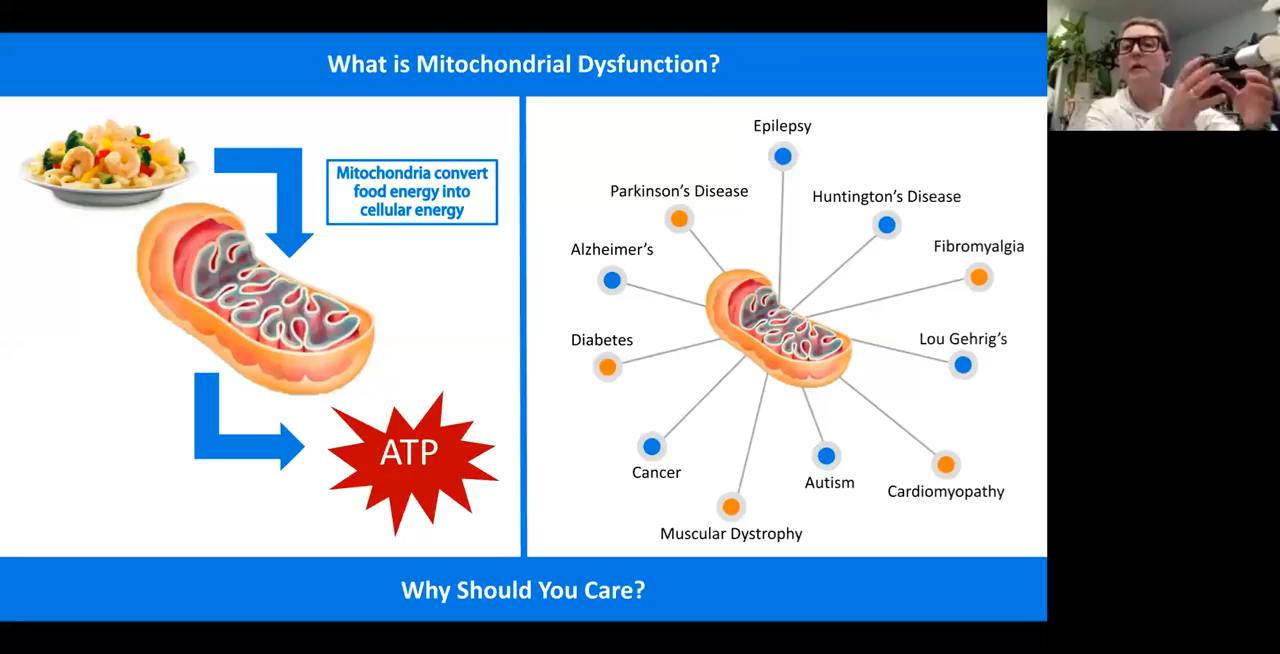 What is Mitochondrial Dysfunction?
Mitochondria convert
food energy into
cellular energy
ATP
Epilepsy
Parkinson's Disease
Huntington's Disease
Alzheimer's
Fibromyalgia
Diabetes
Lou Gehrig's
Cancer
Autism
Cardiomyopathy
Muscular Dystrophy
Why Should You Care?